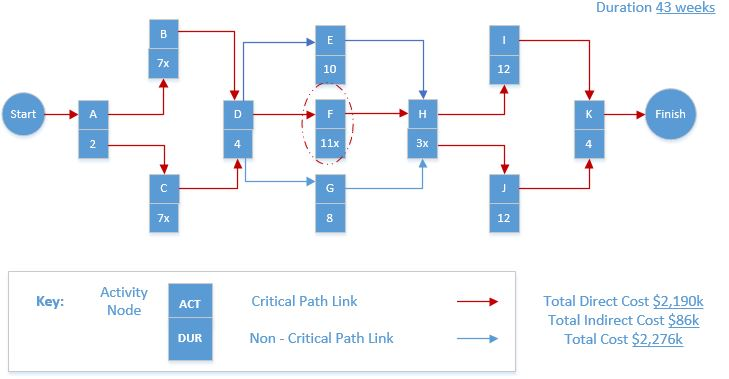 Duration 43 weeks
B
7x
E
10
I
12
Start
A
2
D
4
F
11x
H
3x
K
4
Finish
C
7x
G
8
J
12
Key:
Activity
Node
ACT
DUR
Critical Path Link
Non - Critical Path Link
Total Direct Cost $2,190k
Total Indirect Cost $86k
Total Cost $2,276k